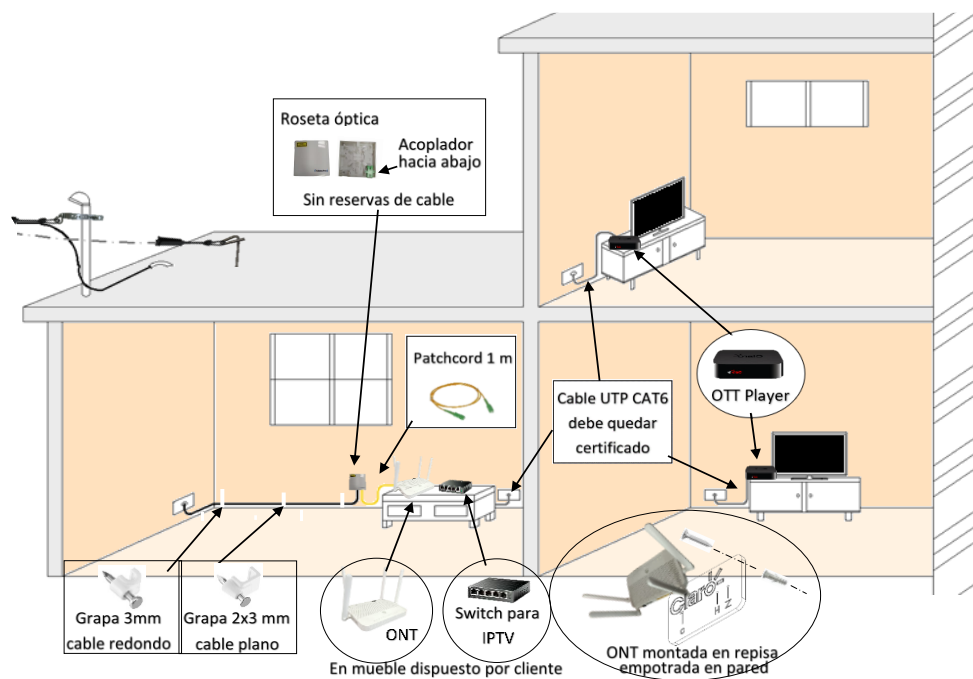 Roseta óptica
Acoplador
hacia abajo
Sin reservas de cable
Patchcord 1 m
Cable UTP CAT6
debe quedar
certificado
OTT Player
Grapa 3mm
cable redondo
Grapa 2x3 mm
cable plano
ONT
Switch para
IPTV
En mueble dispuesto por cliente
Claro
ONT montada en repisa
empotrada en pared